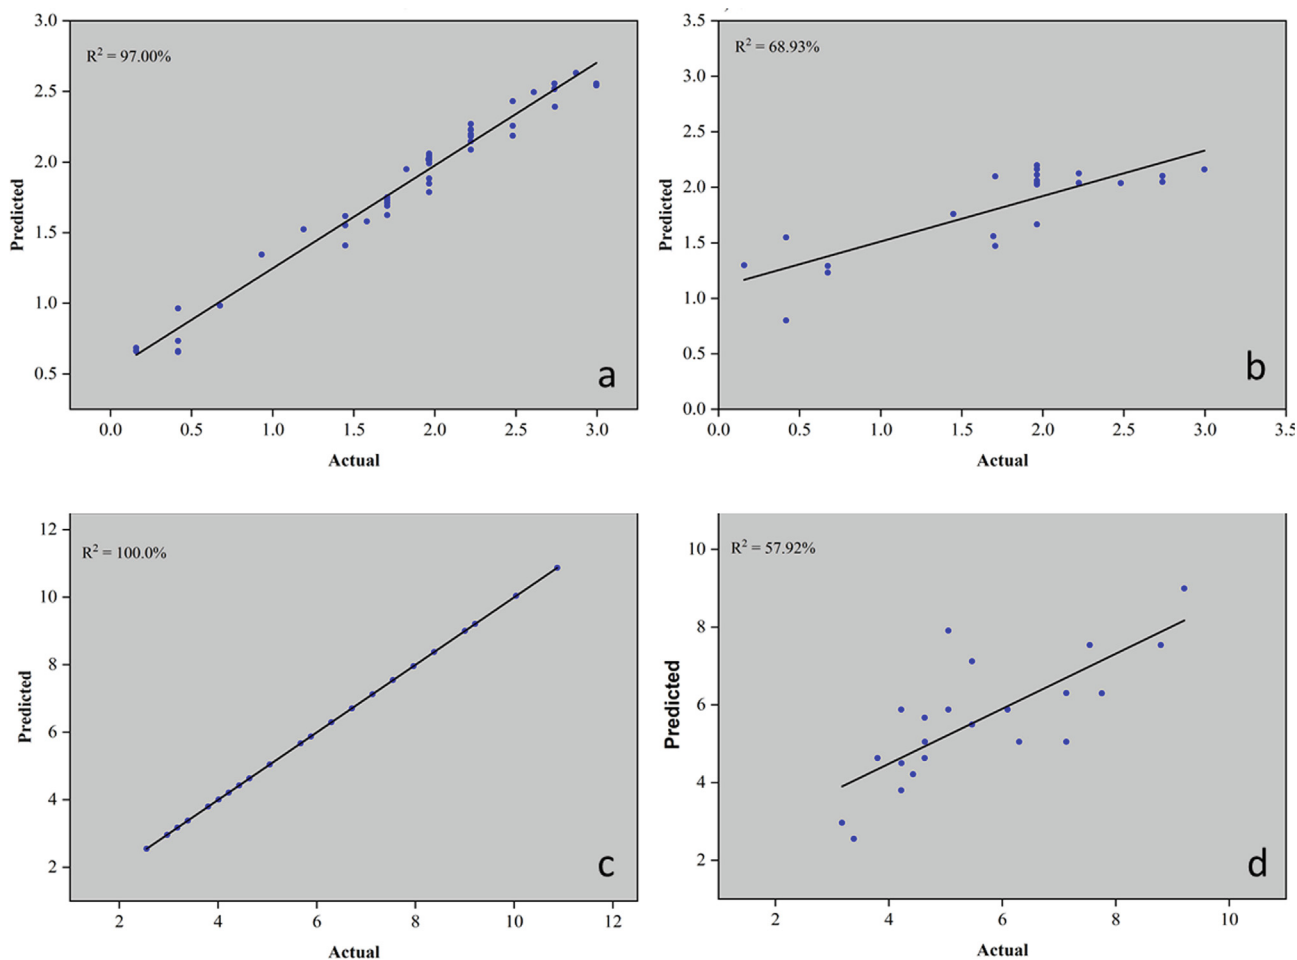 R² = 97.00%
3.0
2.5
2.0
1.5
1.0
0.5
Predicted
0.0 0.5 1.0 1.5 2.0 2.5 3.0
Actual
a
R² = 68.93%
3.5
3.0
2.5
2.0
1.5
1.0
0.5
0.0
Predicted
0.0 0.5 1.0 1.5 2.0 2.5 3.0 3.5
Actual
b
R² = 100.0%
12
10
8
6
4
2
Predicted
2 4 6 8 10 12
Actual
c
R² = 57.92%
10
8
6
4
2
Predicted
2 4 6 8 10
Actual
d